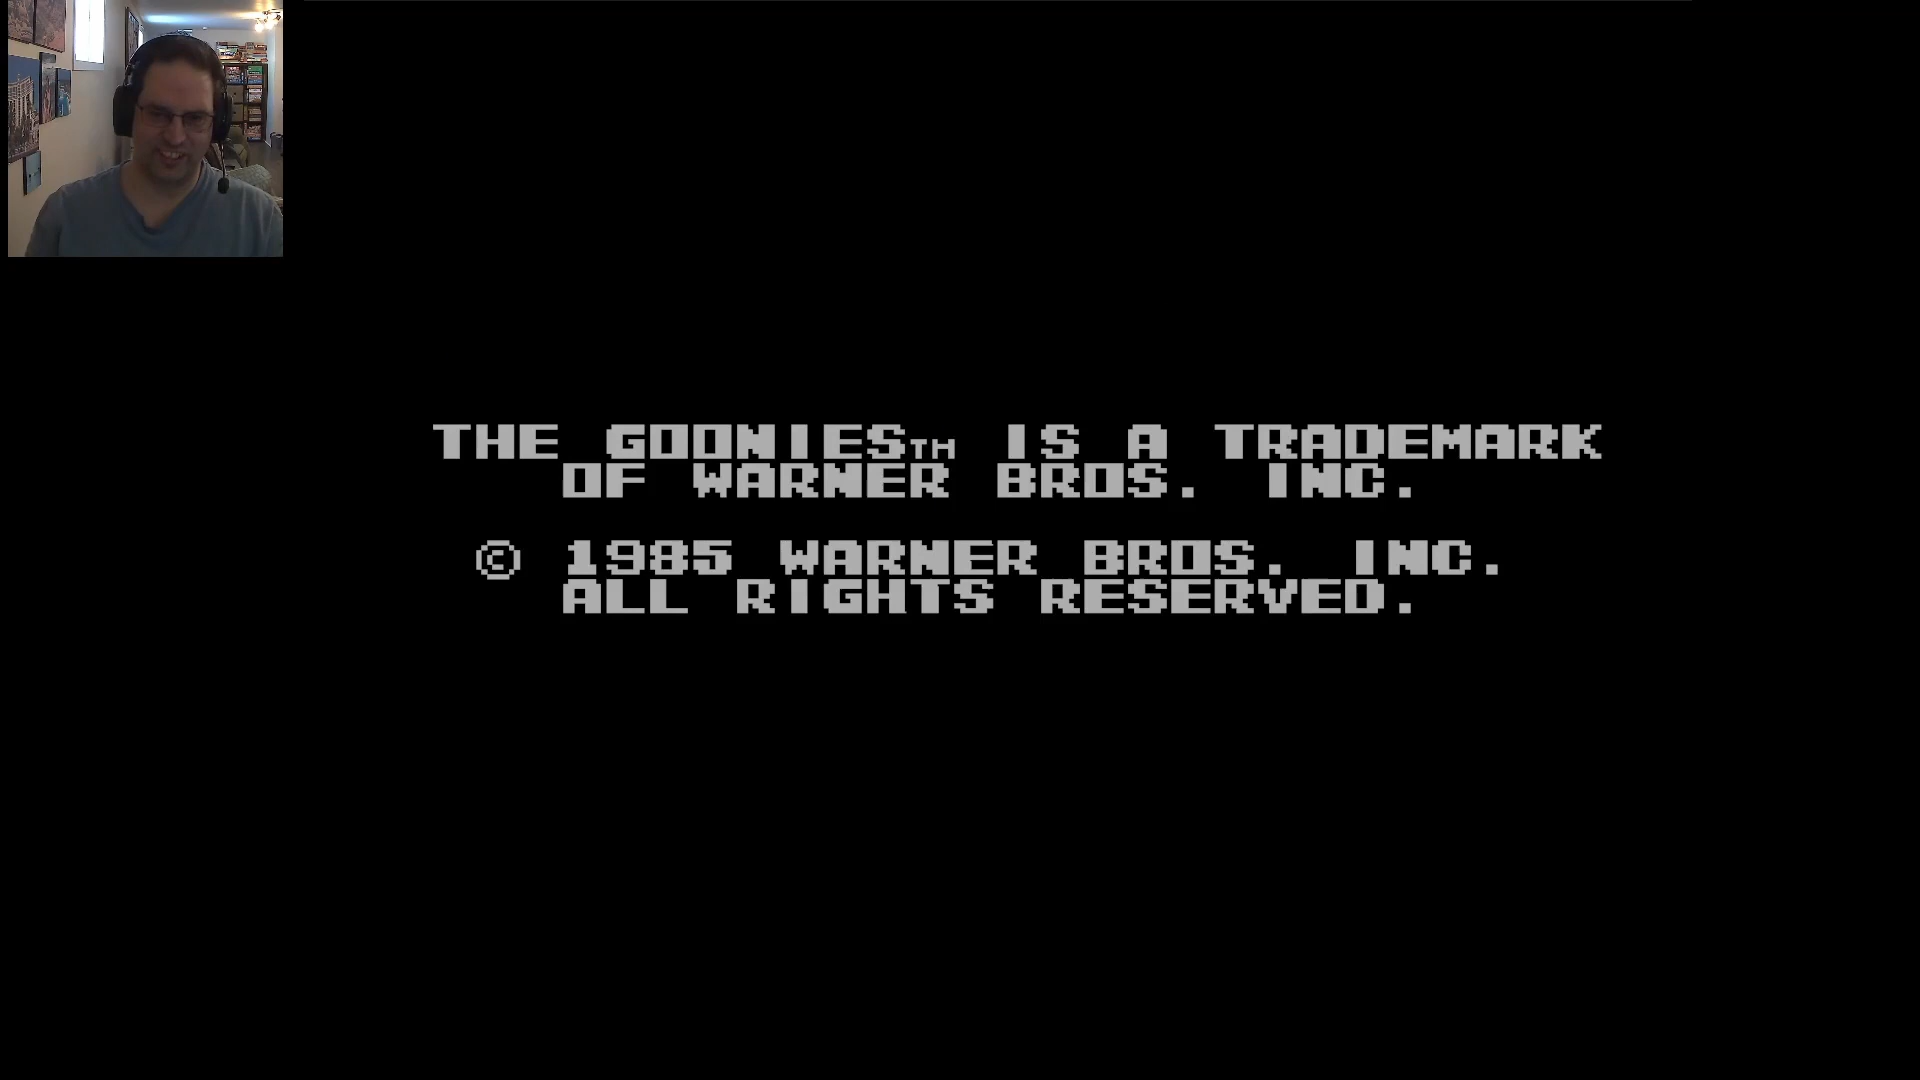 THE GOONIES™ IS A TRADEMARK
OF WARNER BROS. INC.
© 1985 WARNER BROS. INC.
ALL RIGHTS RESERVED.